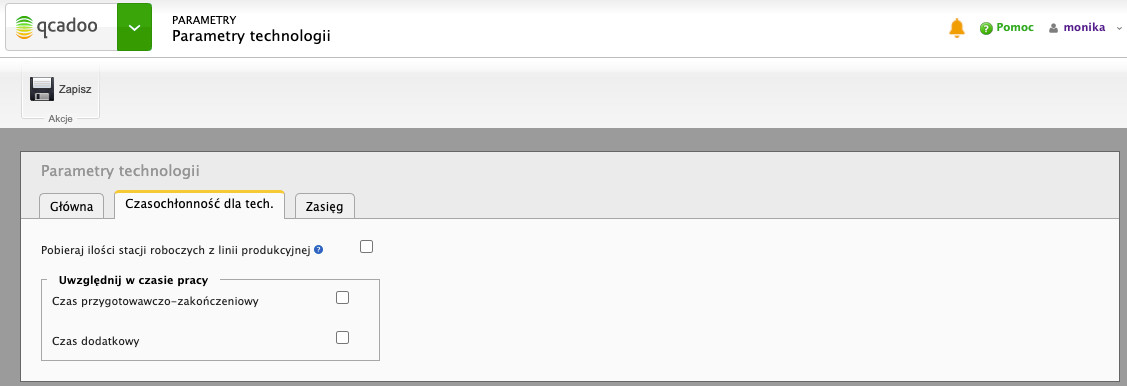 qcadoo
PARAMETRY
Parametry technologii
Pomoc
monika
Zapisz
Akcje
Parametry technologii
Główna
Czasochłonność dla tech.
Zasięg
Pobieraj ilości stacji roboczych z linii produkcyjnej
Uwzględnij w czasie pracy
Czas przygotowawczo-zakończeniowy
Czas dodatkowy